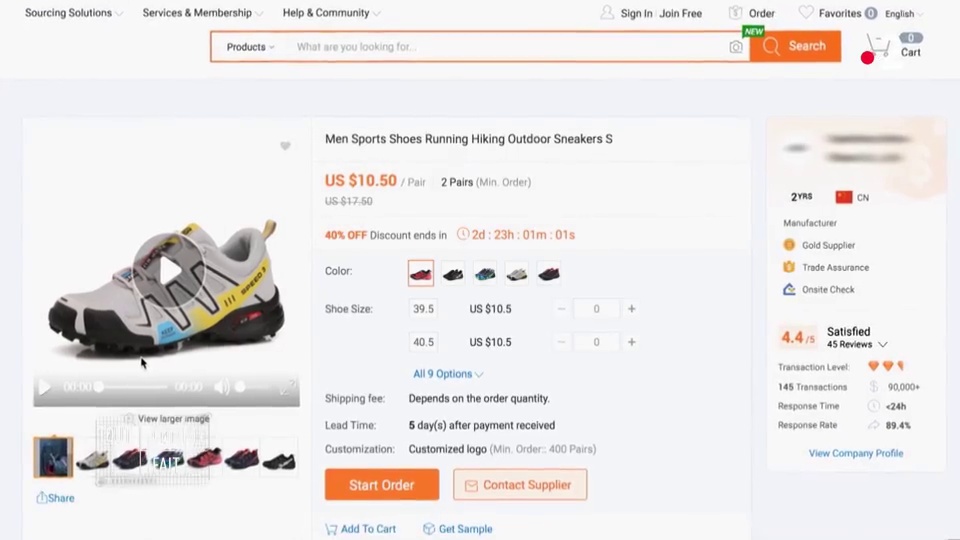 Sourcing Solutions Services & Membership Help & Community Sign In Join Free Order Favorites 0 English
NEW
Products What are you looking for... Search 0 Cart
Men Sports Shoes Running Hiking Outdoor Sneakers S
US $10.50 / Pair 2 Pairs (Min. Order)
US $17.50
40% OFF Discount ends in 2d : 23h : 01m : 01s
Color:
Shoe Size: 39.5 US $10.5 − 0 +
40.5 US $10.5 − 0 +
All 9 Options
Shipping fee: Depends on the order quantity.
Lead Time: 5 day(s) after payment received
Customization: Customized logo (Min. Order:: 400 Pairs)
Start Order Contact Supplier
Add To Cart Get Sample
SPEED 3
00:00 00:00
View larger image
Share
2YRS CN
Manufacturer
Gold Supplier
Trade Assurance
Onsite Check
4.4 /5 Satisfied
45 Reviews
Transaction Level:
145 Transactions 90,000+
Response Time <24h
Response Rate 89.4%
View Company Profile